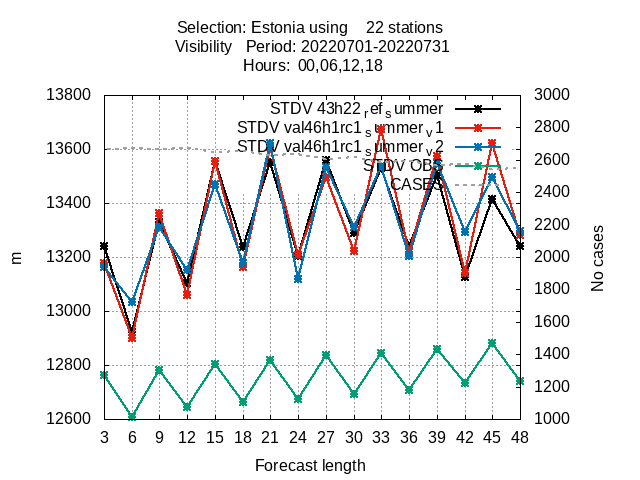 Selection: Estonia using    22 stations
Visibility   Period: 20220701-20220731
Hours:  00,06,12,18
13800
13600
13400
13200
13000
12800
12600
m
3000
2800
2600
2400
2200
2000
1800
1600
1400
1200
1000
No cases
STDV 43h22refsummer
STDV val46h1rc1summerv1
STDV val46h1rc1summerv2
STDV OBS
CASES
3 6 9 12 15 18 21 24 27 30 33 36 39 42 45 48
Forecast length